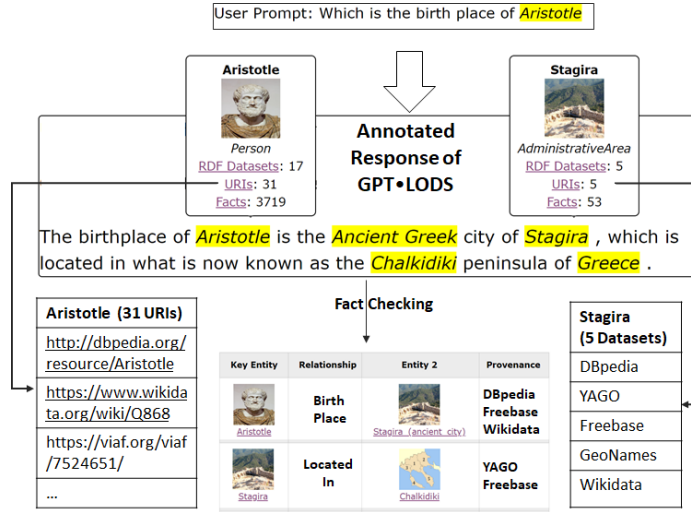 User Prompt: Which is the birth place of Aristotle
Aristotle
Person
RDF Datasets: 17
URIs: 31
Facts: 3719
Annotated
Response of
GPT•LODS
Stagira
AdministrativeArea
RDF Datasets: 5
URIs: 5
Facts: 53
The birthplace of Aristotle is the Ancient Greek city of Stagira , which is
located in what is now known as the Chalkidiki peninsula of Greece .
Aristotle (31 URIs)
http://dbpedia.org/
resource/Aristotle
https://www.wikida
ta.org/wiki/Q868
https://viaf.org/viaf
/7524651/
...
Fact Checking
Key Entity Relationship Entity 2 Provenance
Aristotle
Birth
Place
Stagira (ancient city)
DBpedia
Freebase
Wikidata
Stagira
Located
In
Chalkidiki
YAGO
Freebase
Stagira
(5 Datasets)
DBpedia
YAGO
Freebase
GeoNames
Wikidata